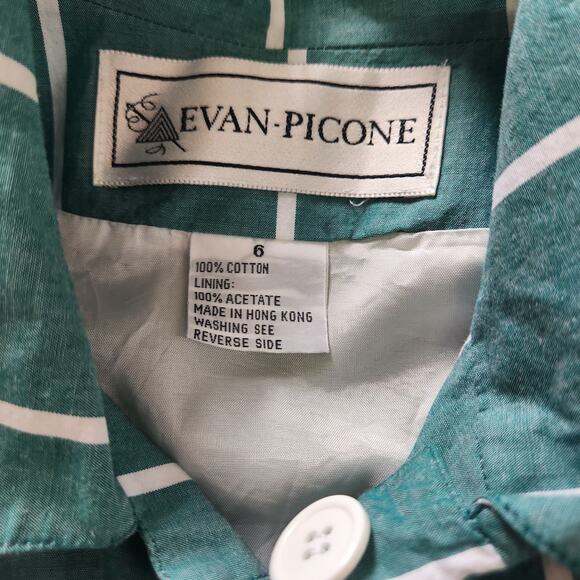 EVAN-PICONE
6
100% COTTON
LINING:
100% ACETATE
MADE IN HONG KONG
WASHING SEE
REVERSE SIDE